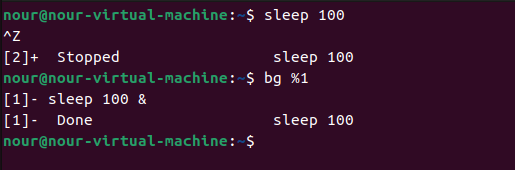 nour@nour-virtual-machine:~$ sleep 100
^Z
[2]+  Stopped                 sleep 100
nour@nour-virtual-machine:~$ bg %1
[1]- sleep 100 &
[1]-  Done                    sleep 100
nour@nour-virtual-machine:~$